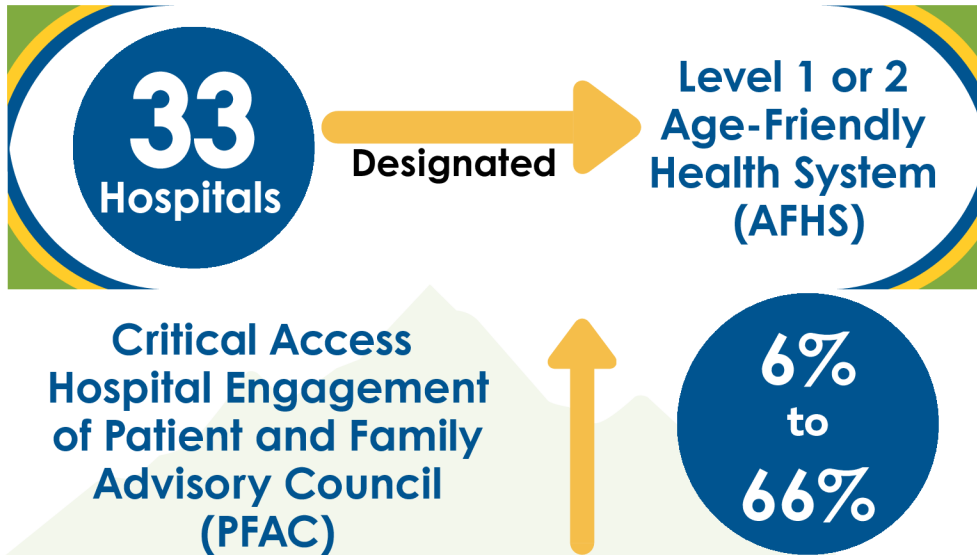 33
Hospitals
Designated
Level 1 or 2
Age-Friendly
Health System
(AFHS)
Critical Access
Hospital Engagement
of Patient and Family
Advisory Council
(PFAC)
6%
to
66%